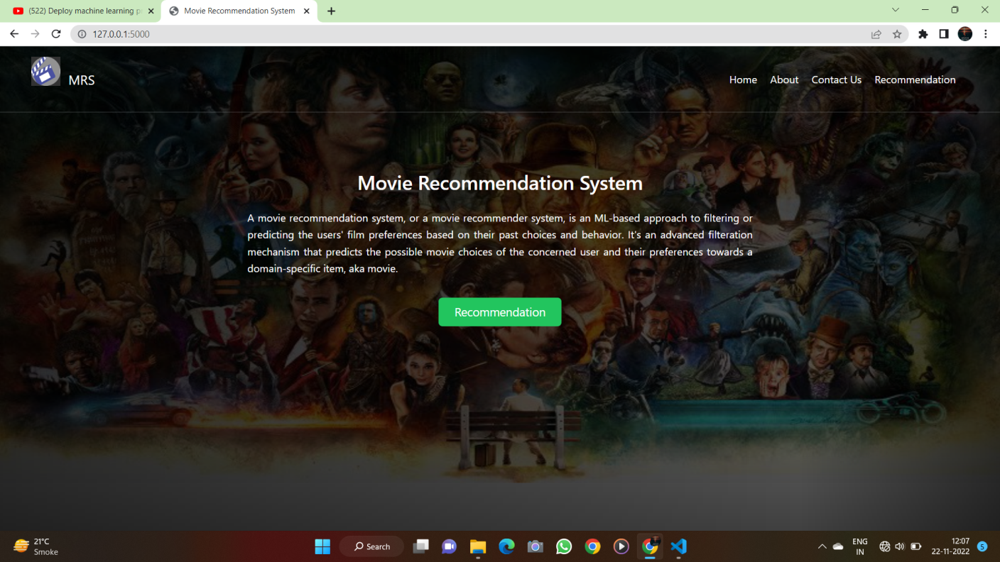 (522) Deploy machine learning p
Movie Recommendation System
127.0.0.1:5000
MRS
Home
About
Contact Us
Recommendation
Movie Recommendation System
A movie recommendation system, or a movie recommender system, is an ML-based approach to filtering or
predicting the users' film preferences based on their past choices and behavior. It's an advanced filteration
mechanism that predicts the possible movie choices of the concerned user and their preferences towards a
domain-specific item, aka movie.
Recommendation
21°C
Smoke
Search
ENG
IN
12:07
22-11-2022
5